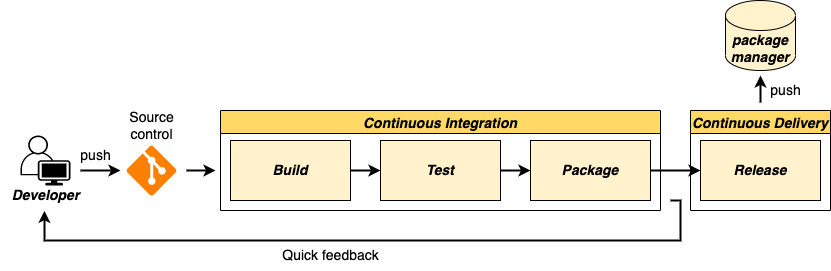 package
manager
push
Source
control
Continuous Integration
Continuous Delivery
push
Build
Test
Package
Release
Developer
Quick feedback